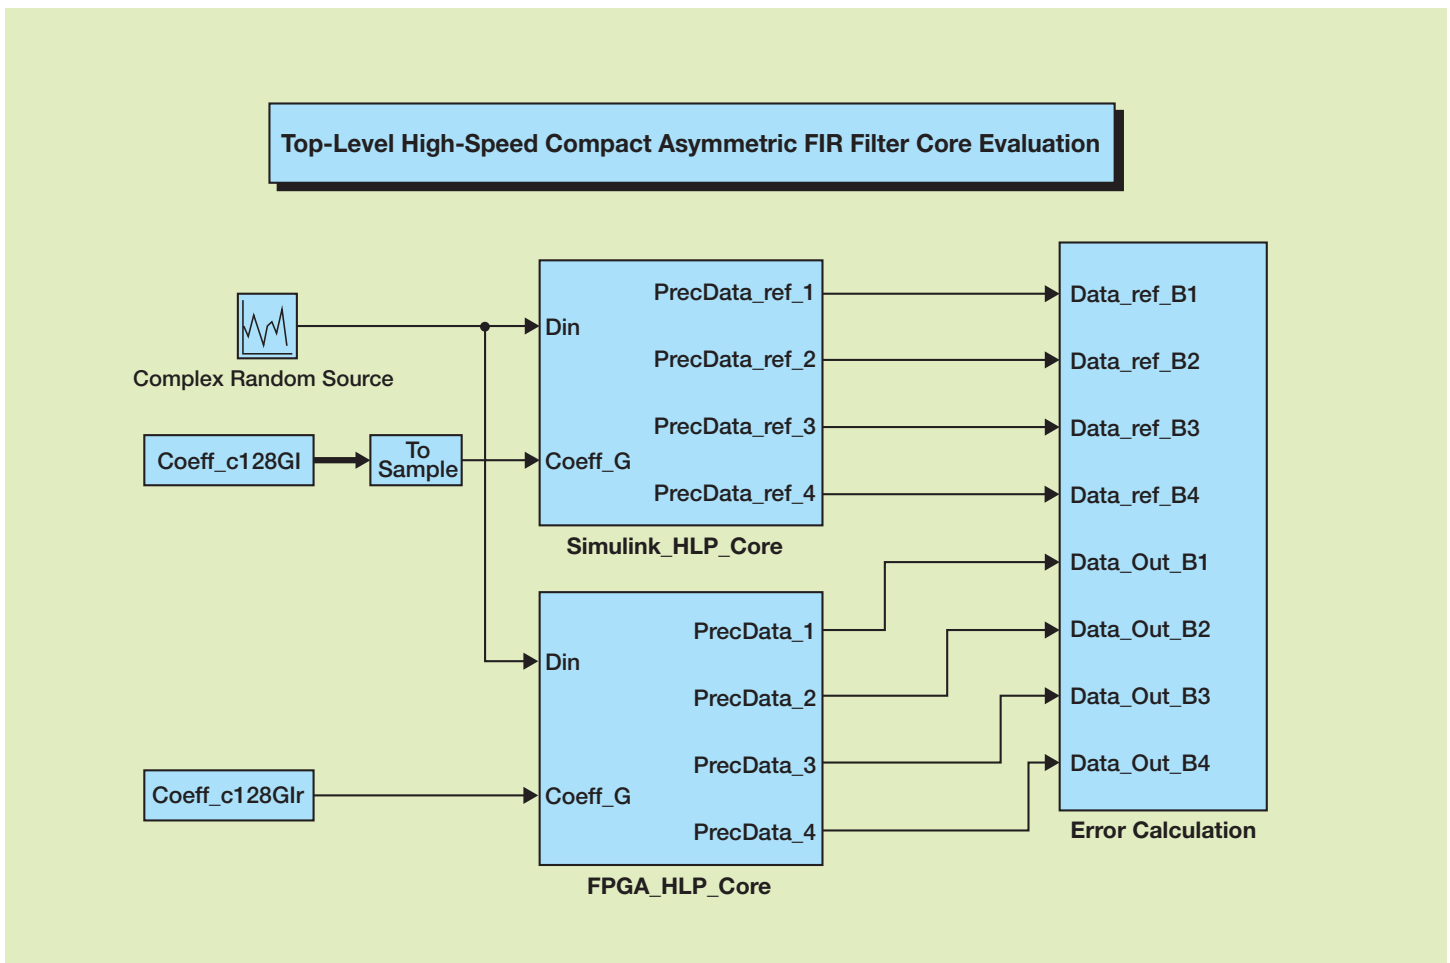 Top-Level High-Speed Compact Asymmetric FIR Filter Core Evaluation
Complex Random Source
Coeff_c128GI
To
Sample
Din
Coeff_G
PrecData_ref_1
PrecData_ref_2
PrecData_ref_3
PrecData_ref_4
Simulink_HLP_Core
Coeff_c128GIr
Din
Coeff_G
PrecData_1
PrecData_2
PrecData_3
PrecData_4
FPGA_HLP_Core
Data_ref_B1
Data_ref_B2
Data_ref_B3
Data_ref_B4
Data_Out_B1
Data_Out_B2
Data_Out_B3
Data_Out_B4
Error Calculation